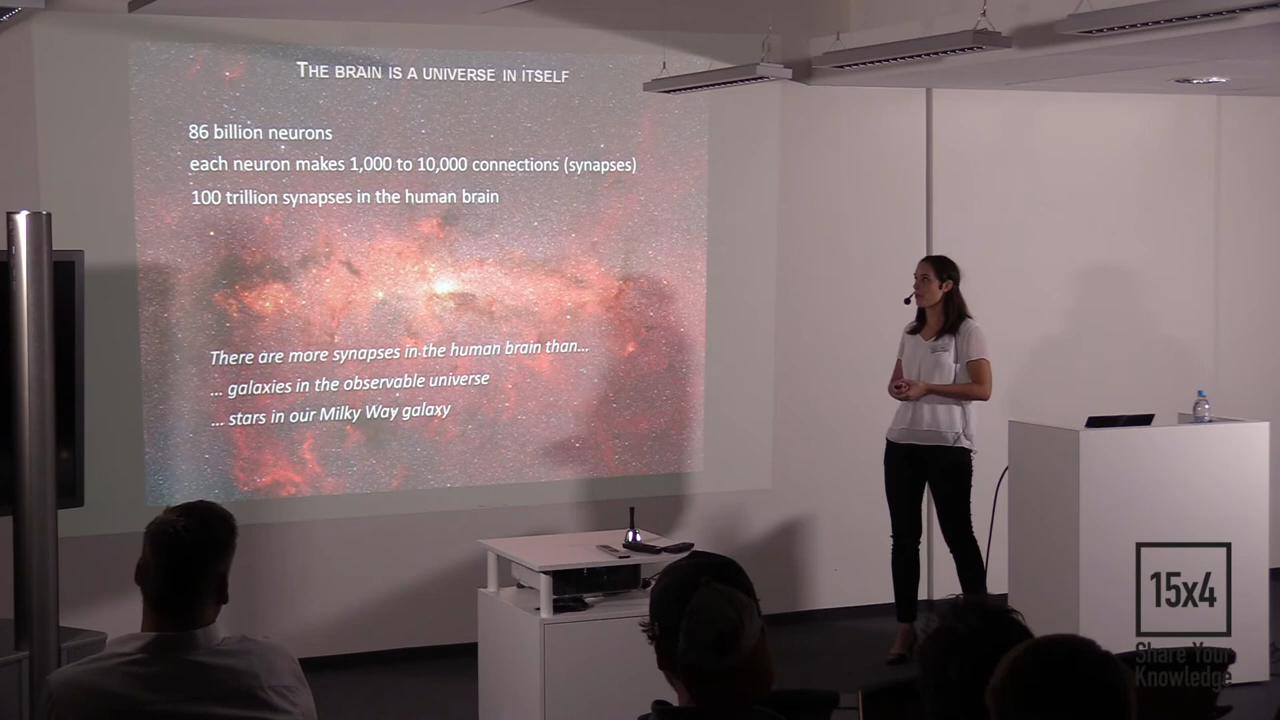 THE BRAIN IS A UNIVERSE IN ITSELF
86 billion neurons
each neuron makes 1,000 to 10,000 connections (synapses)
100 trillion synapses in the human brain
There are more synapses in the human brain than...
... galaxies in the observable universe
... stars in our Milky Way galaxy
15x4
Share Your
Knowledge